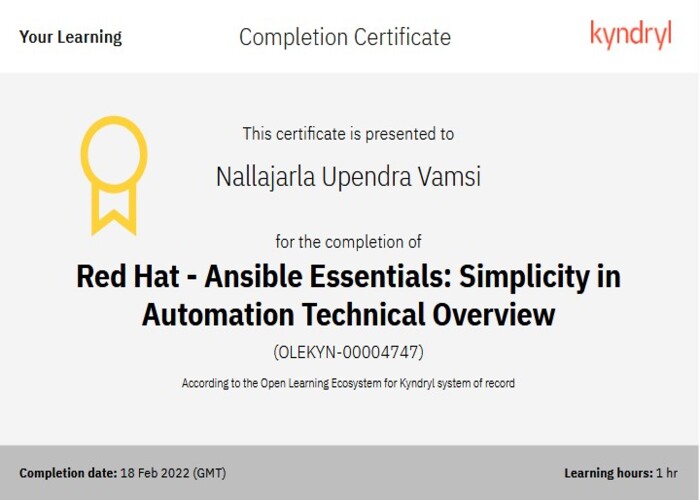 Your Learning
Completion Certificate
kyndryl
This certificate is presented to
Nallajarla Upendra Vamsi
for the completion of
Red Hat - Ansible Essentials: Simplicity in
Automation Technical Overview
(OLEKYN-00004747)
According to the Open Learning Ecosystem for Kyndryl system of record
Completion date: 18 Feb 2022 (GMT)
Learning hours: 1 hr